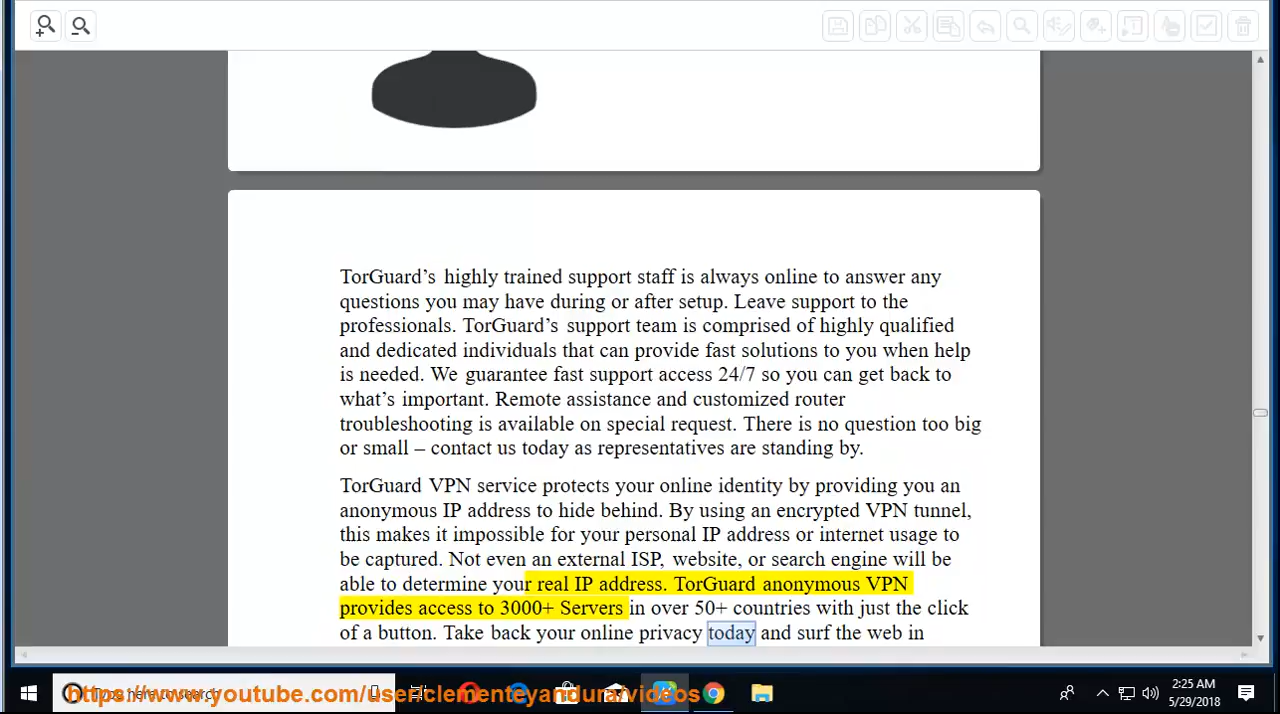 TorGuard’s highly trained support staff is always online to answer any
questions you may have during or after setup. Leave support to the
professionals. TorGuard’s support team is comprised of highly qualified
and dedicated individuals that can provide fast solutions to you when help
is needed. We guarantee fast support access 24/7 so you can get back to
what’s important. Remote assistance and customized router
troubleshooting is available on special request. There is no question too big
or small – contact us today as representatives are standing by.
TorGuard VPN service protects your online identity by providing you an
anonymous IP address to hide behind. By using an encrypted VPN tunnel,
this makes it impossible for your personal IP address or internet usage to
be captured. Not even an external ISP, website, or search engine will be
able to determine your real IP address. TorGuard anonymous VPN
provides access to 3000+ Servers in over 50+ countries with just the click
of a button. Take back your online privacy today and surf the web in
https://www.youtube.com/user/clementeyandura/videos
2:25 AM
5/29/2018